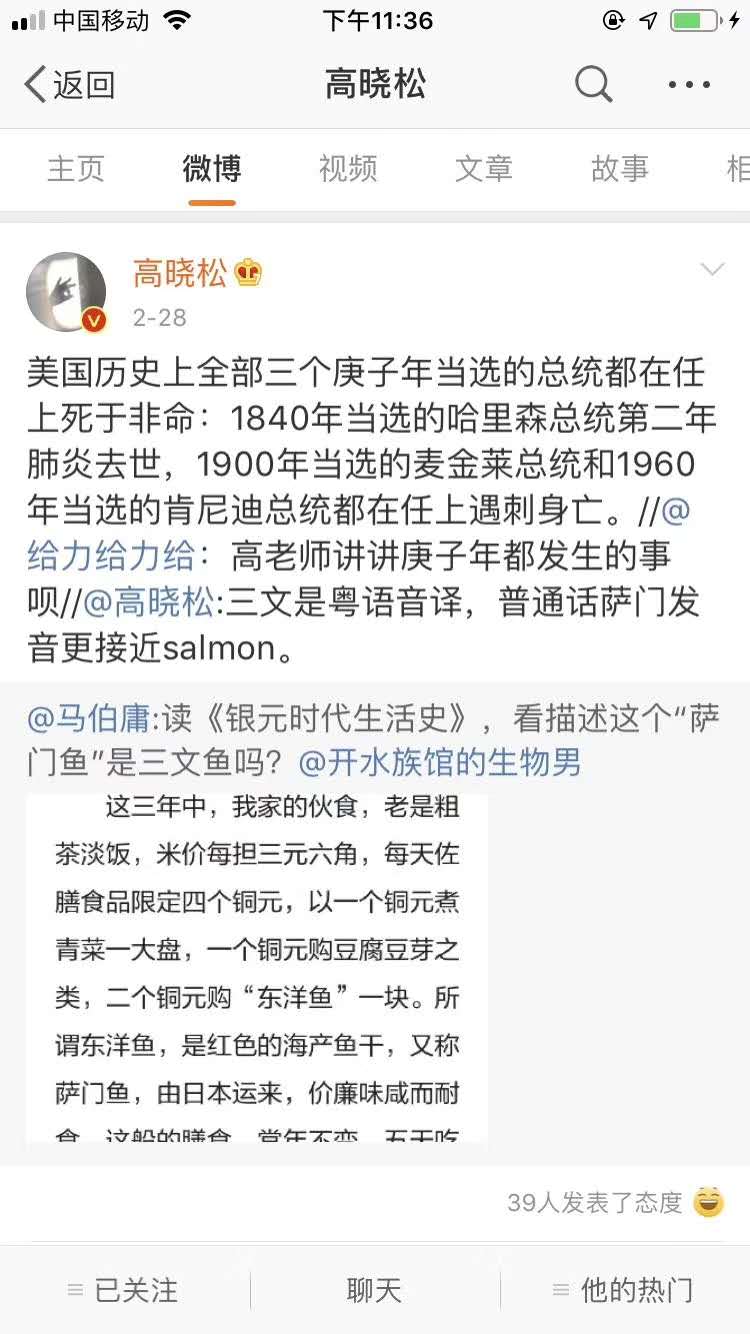 中国移动 下午11:36
返回 高晓松
主页 微博 视频 文章 故事 相
高晓松
2-28
美国历史上全部三个庚子年当选的总统都在任
上死于非命：1840年当选的哈里森总统第二年
肺炎去世，1900年当选的麦金莱总统和1960
年当选的肯尼迪总统都在任上遇刺身亡。//@
给力给力给：高老师讲讲庚子年都发生的事
呗//@高晓松:三文是粤语音译，普通话萨门发
音更接近salmon。
@马伯庸:读《银元时代生活史》，看描述这个“萨
门鱼”是三文鱼吗？@开水族馆的生物男
这三年中，我家的伙食，老是粗
茶淡饭，米价每担三元六角，每天佐
膳食品限定四个铜元，以一个铜元煮
青菜一大盘，一个铜元购豆腐豆芽之
类，二个铜元购“东洋鱼”一块。所
谓东洋鱼，是红色的海产鱼干，又称
萨门鱼，由日本运来，价廉味咸而耐
食，这般的膳食，常年不变，五天吃
39人发表了态度
已关注 聊天 他的热门